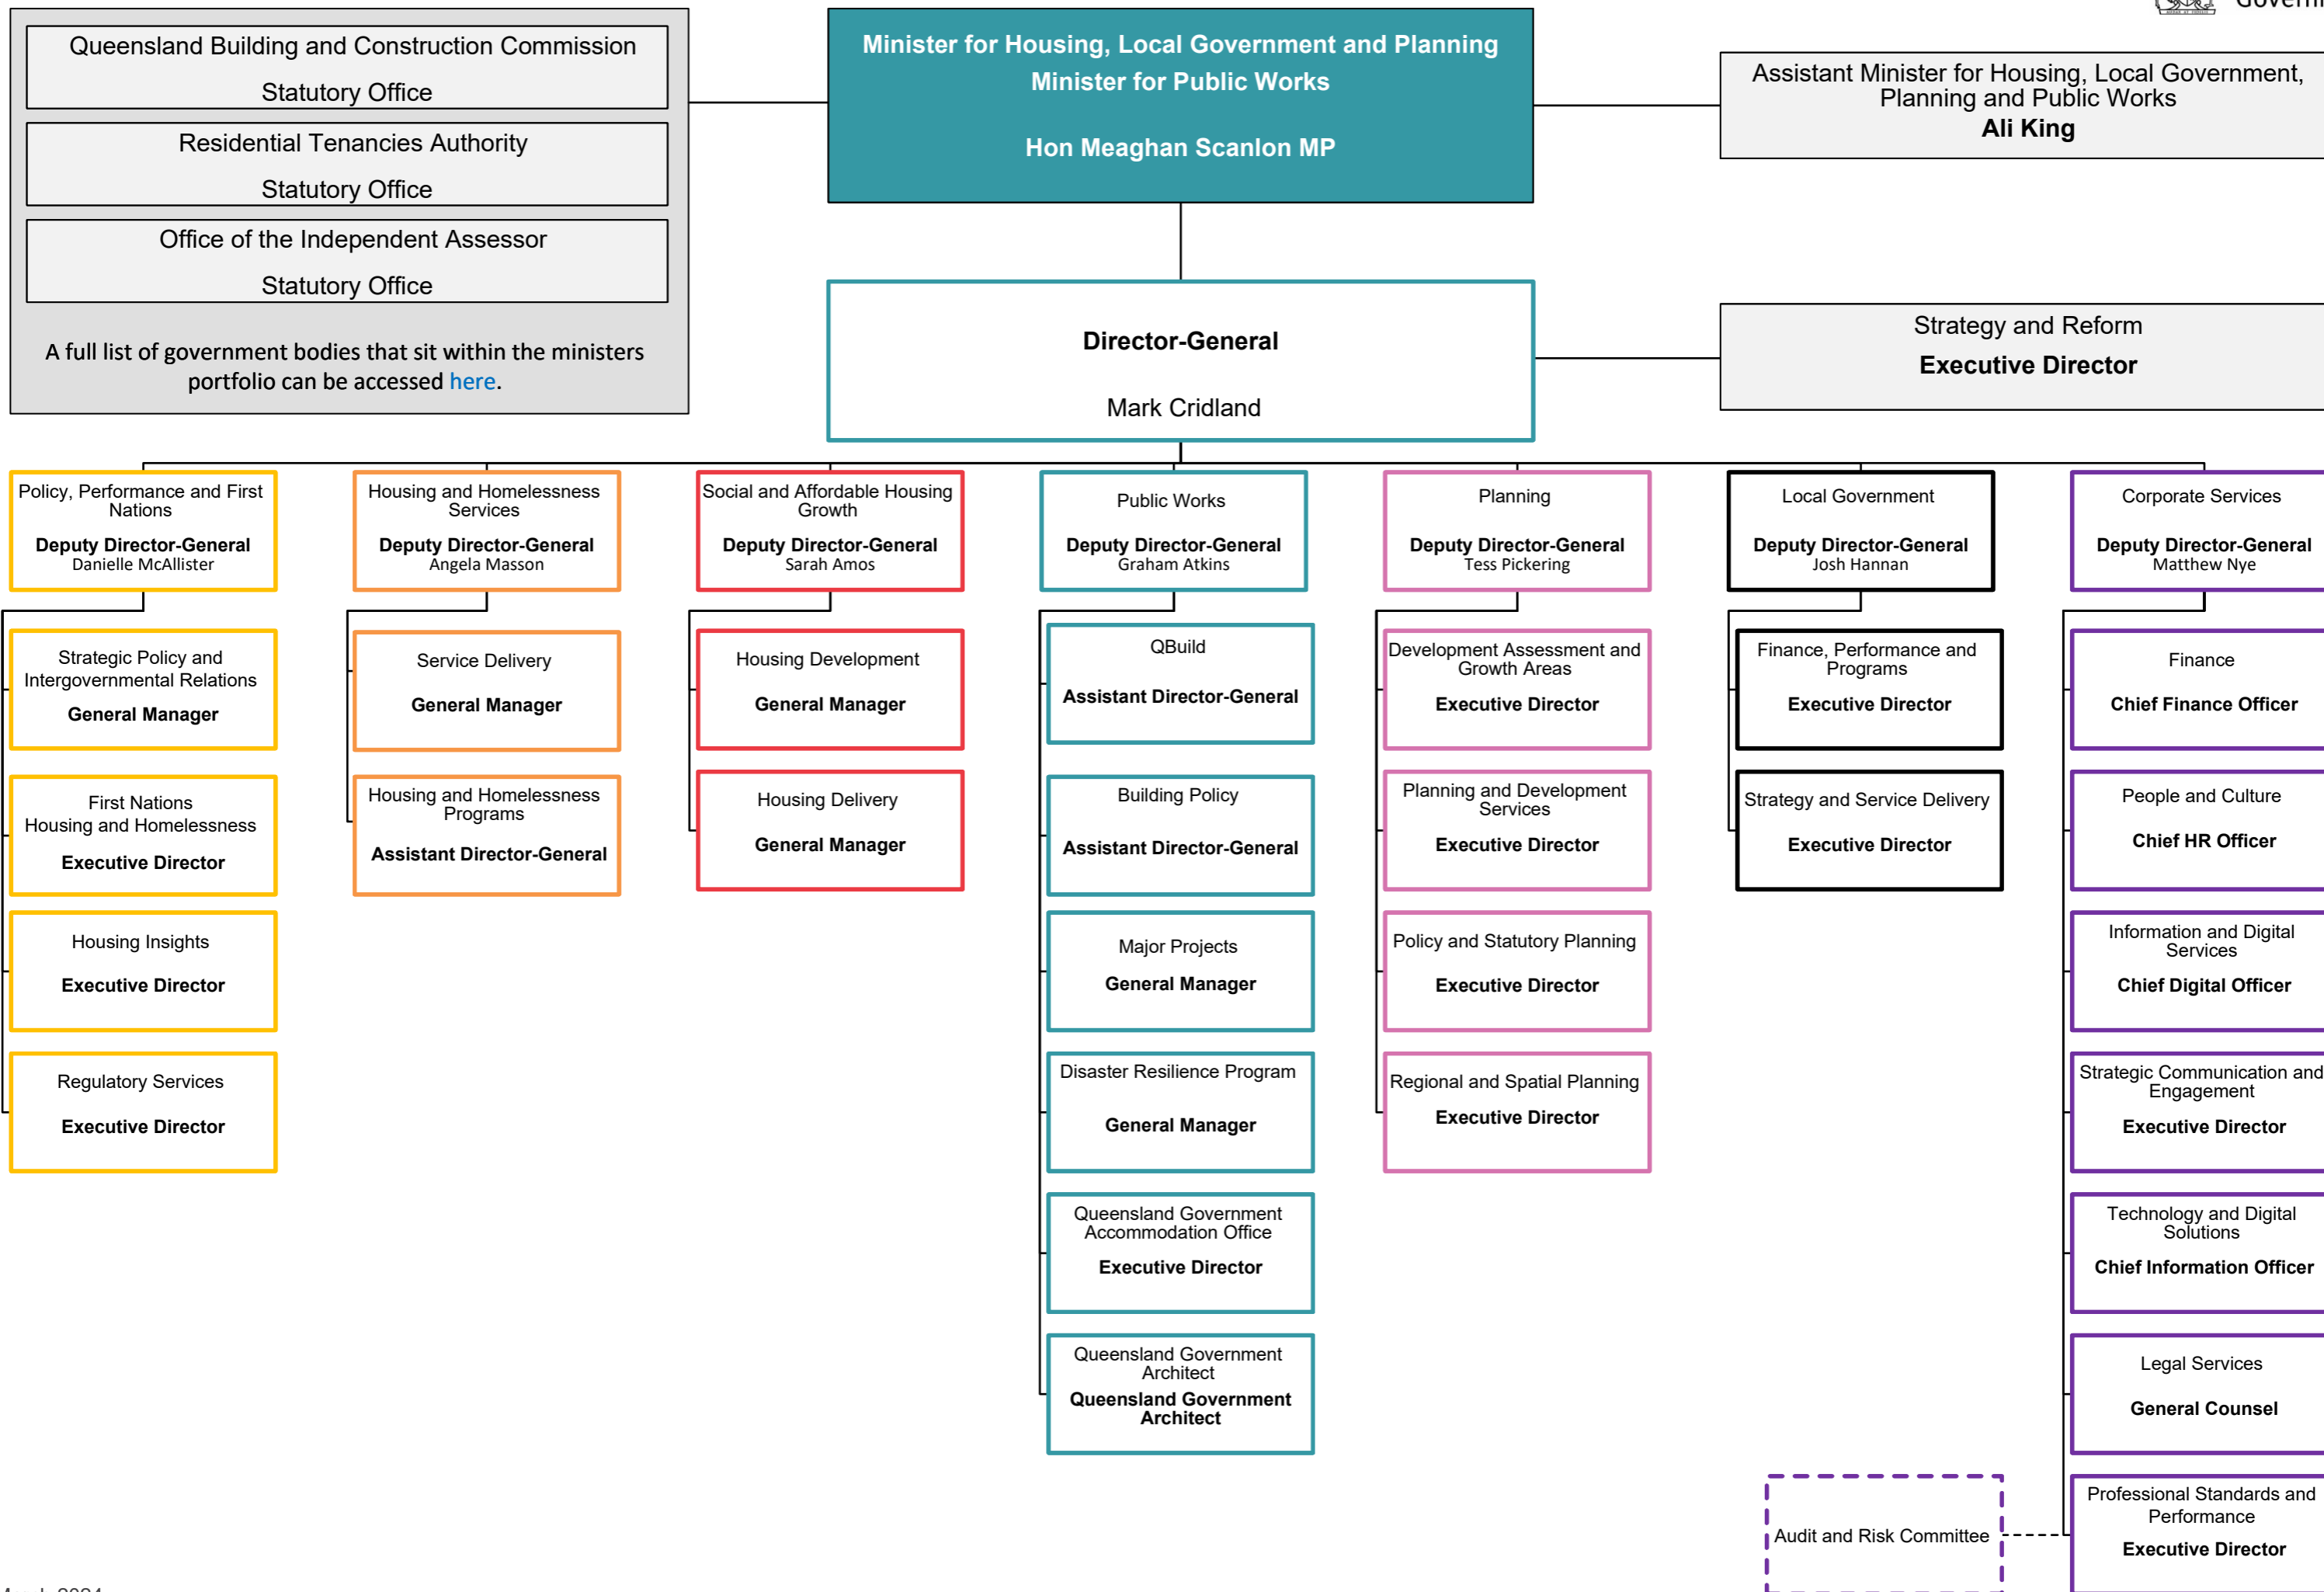 Queensland Building and Construction Commission
Statutory Office
Residential Tenancies Authority
Statutory Office
Office of the Independent Assessor
Statutory Office
A full list of government bodies that sit within the ministers
portfolio can be accessed here.
Minister for Housing, Local Government and Planning
Minister for Public Works
Hon Meaghan Scanlon MP
Assistant Minister for Housing, Local Government,
Planning and Public Works
Ali King
Director-General
Mark Cridland
Strategy and Reform
Executive Director
Policy, Performance and First
Nations
Deputy Director-General
Danielle McAllister
Strategic Policy and
Intergovernmental Relations
General Manager
First Nations
Housing and Homelessness
Executive Director
Housing Insights
Executive Director
Regulatory Services
Executive Director
Housing and Homelessness
Services
Deputy Director-General
Angela Masson
Service Delivery
General Manager
Housing and Homelessness
Programs
Assistant Director-General
Social and Affordable Housing
Growth
Deputy Director-General
Sarah Amos
Housing Development
General Manager
Housing Delivery
General Manager
Public Works
Deputy Director-General
Graham Atkins
QBuild
Assistant Director-General
Building Policy
Assistant Director-General
Major Projects
General Manager
Disaster Resilience Program
General Manager
Queensland Government
Accommodation Office
Executive Director
Queensland Government
Architect
Queensland Government
Architect
Planning
Deputy Director-General
Tess Pickering
Development Assessment and
Growth Areas
Executive Director
Planning and Development
Services
Executive Director
Policy and Statutory Planning
Executive Director
Regional and Spatial Planning
Executive Director
Local Government
Deputy Director-General
Josh Hannan
Finance, Performance and
Programs
Executive Director
Strategy and Service Delivery
Executive Director
Corporate Services
Deputy Director-General
Matthew Nye
Finance
Chief Finance Officer
People and Culture
Chief HR Officer
Information and Digital
Services
Chief Digital Officer
Strategic Communication and
Engagement
Executive Director
Technology and Digital
Solutions
Chief Information Officer
Legal Services
General Counsel
Professional Standards and
Performance
Executive Director
Audit and Risk Committee